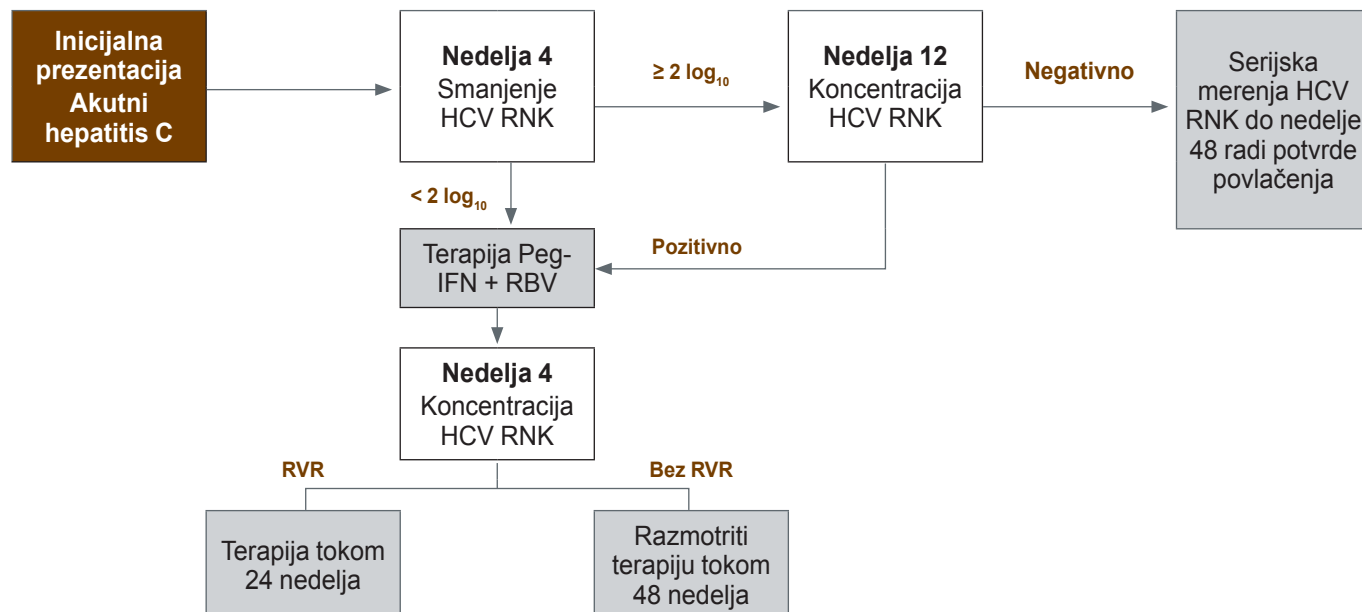 Inicijalna
prezentacija
Akutni
hepatitis C
Nedelja 4
Smanjenje
HCV RNK
≥ 2 log₁₀
Nedelja 12
Koncentracija
HCV RNK
Negativno
Serijska
merenja HCV
RNK do nedelje
48 radi potvrde
povlačenja
< 2 log₁₀
Pozitivno
Terapija Peg-
IFN + RBV
Nedelja 4
Koncentracija
HCV RNK
RVR
Bez RVR
Terapija tokom
24 nedelja
Razmotriti
terapiju tokom
48 nedelja